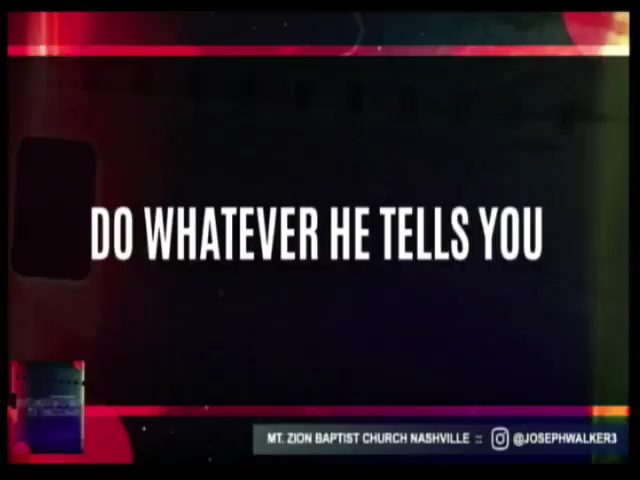 DO WHATEVER HE TELLS YOU
MT. ZION BAPTIST CHURCH NASHVILLE :: @JOSEPHWALKER3